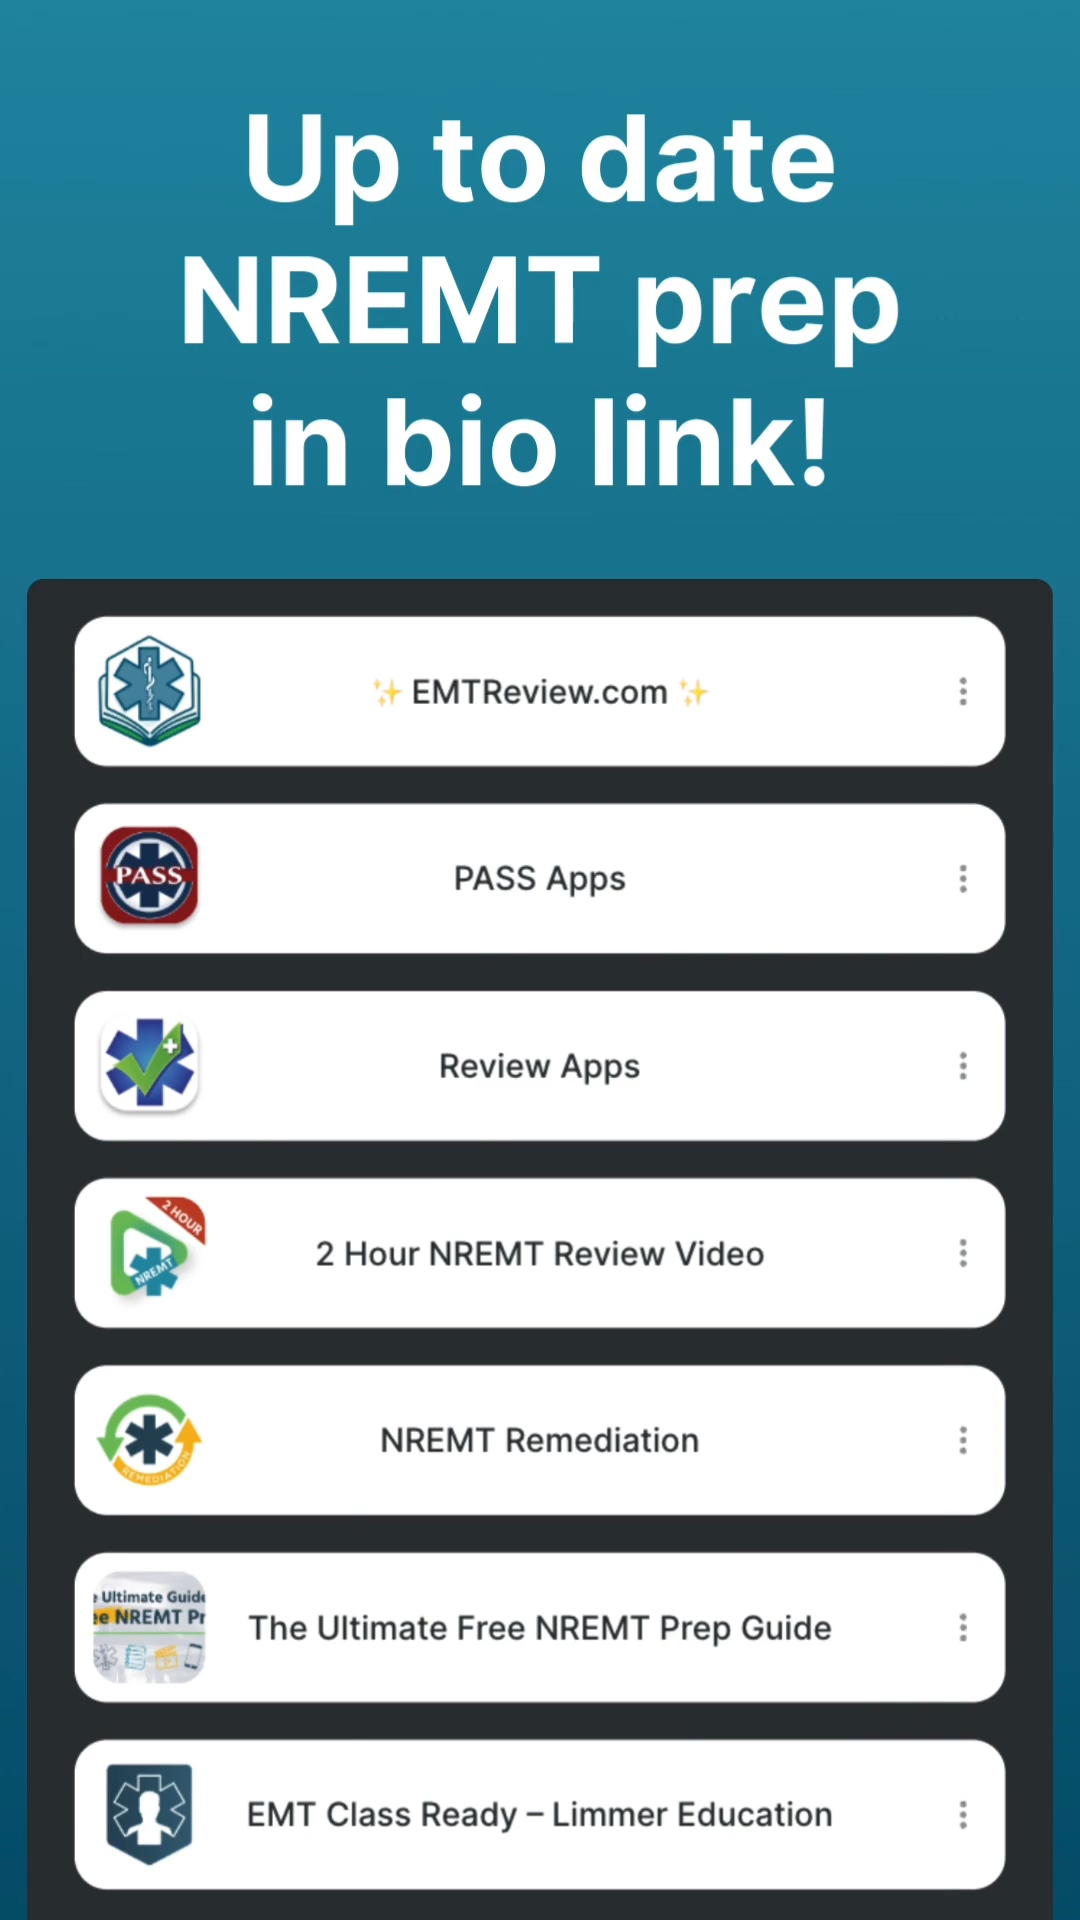 Up to date
NREMT prep
in bio link!
✨ EMTReview.com ✨
PASS
PASS Apps
Review Apps
2 HOUR
NREMT
2 Hour NREMT Review Video
REMEDIATION
NREMT Remediation
Ultimate Guide
NREMT
The Ultimate Free NREMT Prep Guide
EMT Class Ready – Limmer Education